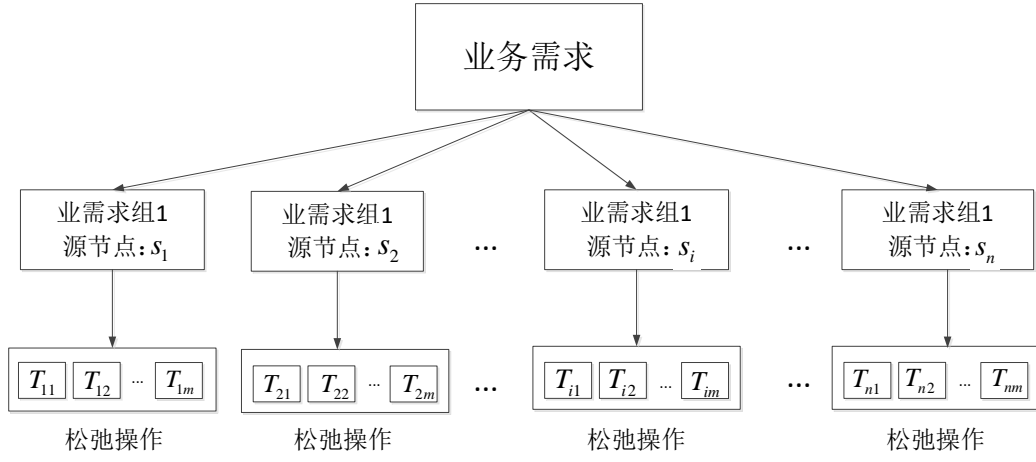 业务需求
业需求组1
源节点：s₁
业需求组1
源节点：s₂
...
业需求组1
源节点：sᵢ
...
业需求组1
源节点：sₙ
T₁₁ T₁₂ ... T₁ₘ
T₂₁ T₂₂ ... T₂ₘ
...
Tᵢ₁ Tᵢ₂ ... Tᵢₘ
...
Tₙ₁ Tₙ₂ ... Tₙₘ
松弛操作
松弛操作
松弛操作
松弛操作